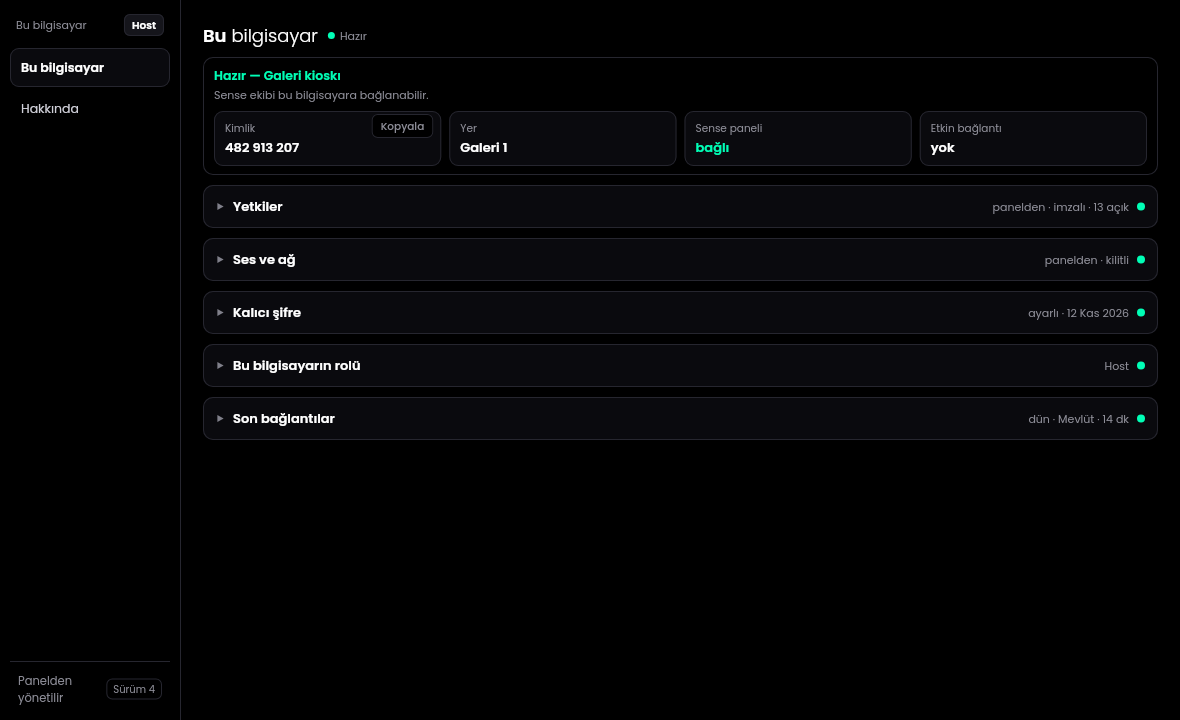 Bu bilgisayar
Host
Bu bilgisayar
Hakkında
Panelden
yönetilir
Sürüm 4
Bu bilgisayar
Hazır
Hazır — Galeri kioskı
Sense ekibi bu bilgisayara bağlanabilir.
Kimlik
Kopyala
482 913 207
Yer
Galeri 1
Sense paneli
bağlı
Etkin bağlantı
yok
Yetkiler
panelden · imzalı · 13 açık
Ses ve ağ
panelden · kilitli
Kalıcı şifre
ayarlı · 12 Kas 2026
Bu bilgisayarın rolü
Host
Son bağlantılar
dün · Mevlüt · 14 dk